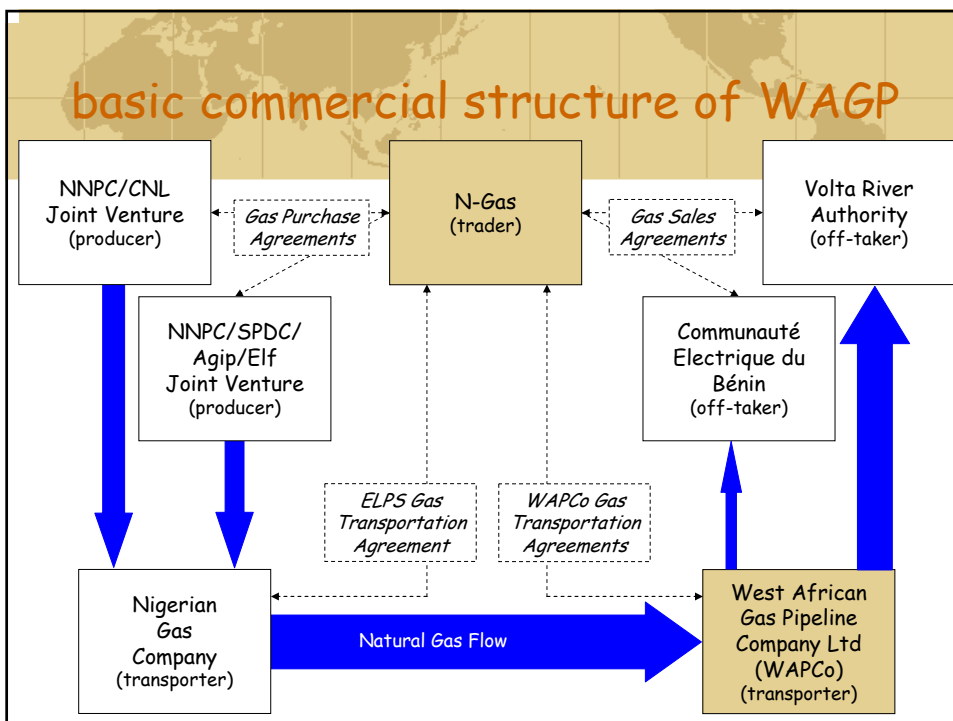 basic commercial structure of WAGP
NNPC/CNL
Joint Venture
(producer)
Gas Purchase
Agreements
N-Gas
(trader)
Gas Sales
Agreements
Volta River
Authority
(off-taker)
NNPC/SPDC/
Agip/Elf
Joint Venture
(producer)
Communauté
Electrique du
Bénin
(off-taker)
ELPS Gas
Transportation
Agreement
WAPCo Gas
Transportation
Agreements
Nigerian
Gas
Company
(transporter)
Natural Gas Flow
West African
Gas Pipeline
Company Ltd
(WAPCo)
(transporter)